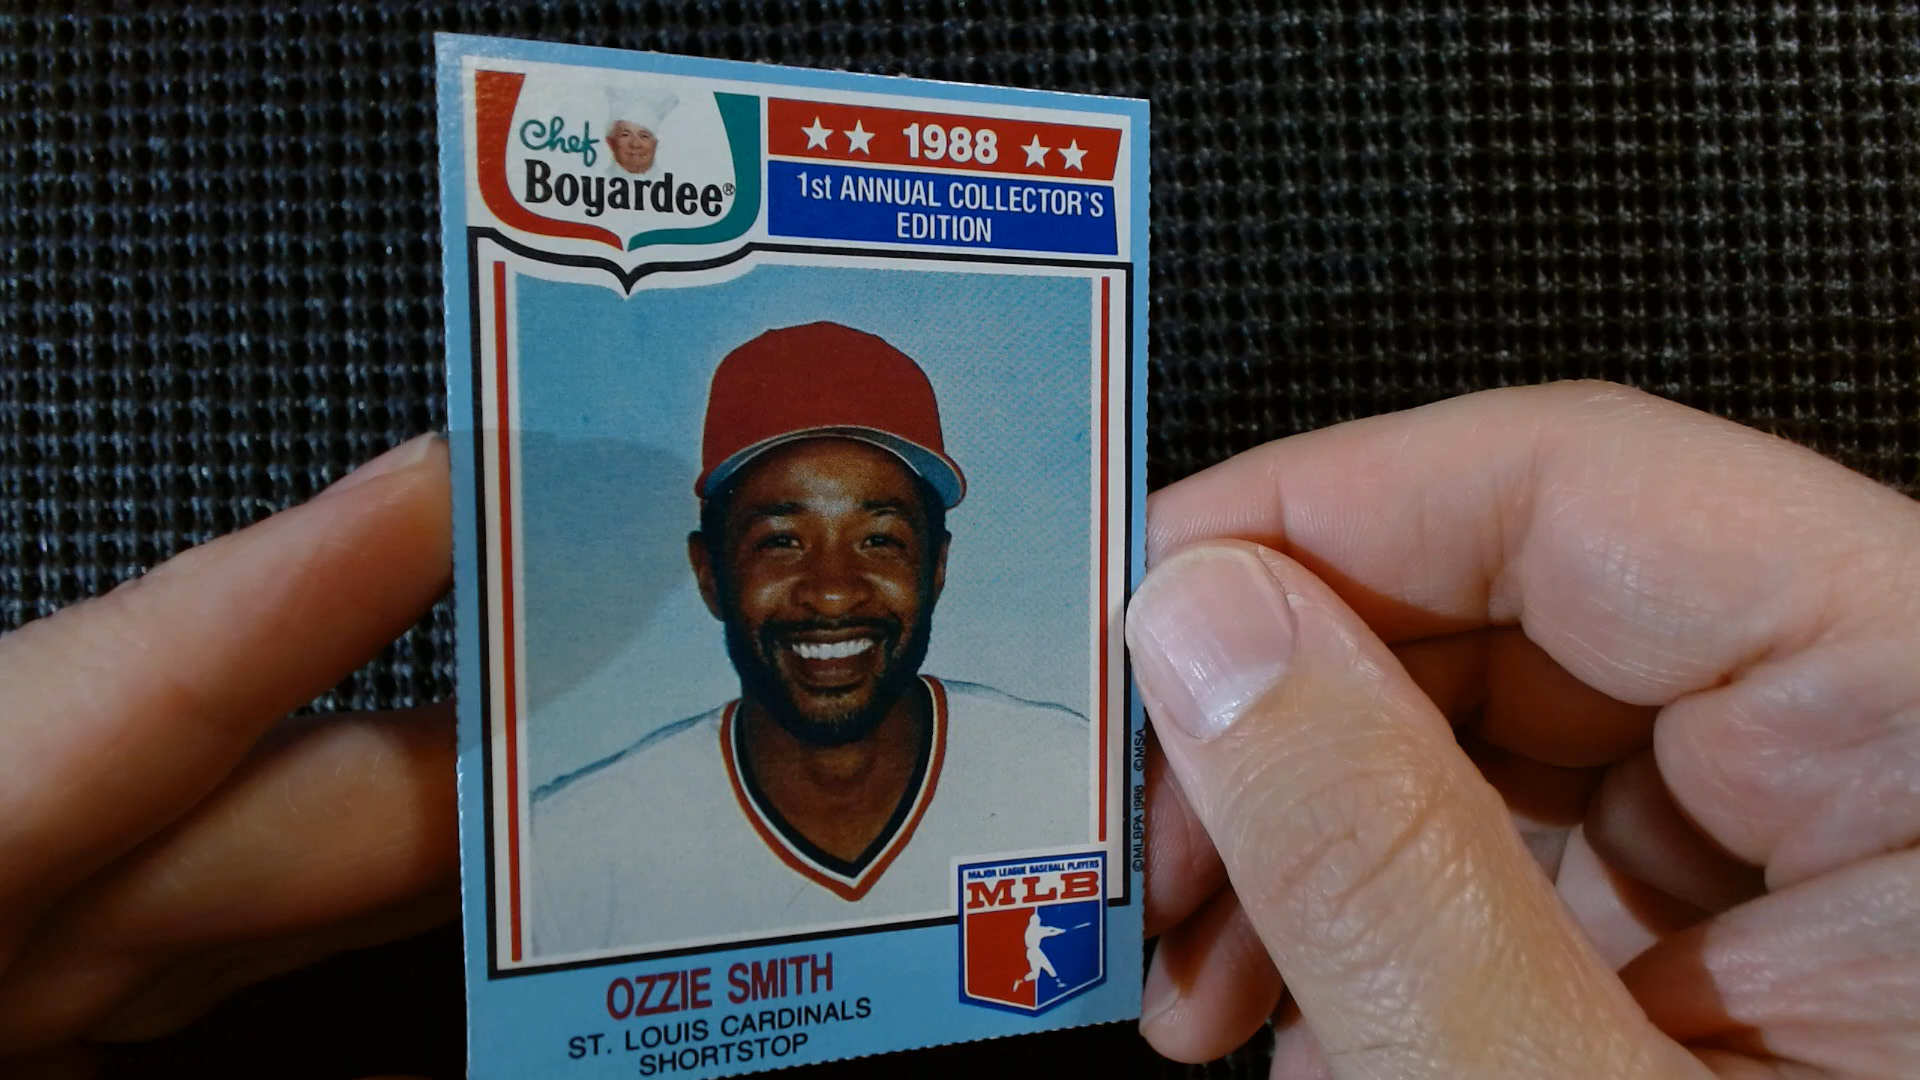 Chef
Boyardee®
1988
1st ANNUAL COLLECTOR'S
EDITION
©MLBPA 1988 ©MSA
MAJOR LEAGUE BASEBALL PLAYERS
MLB
OZZIE SMITH
ST. LOUIS CARDINALS
SHORTSTOP